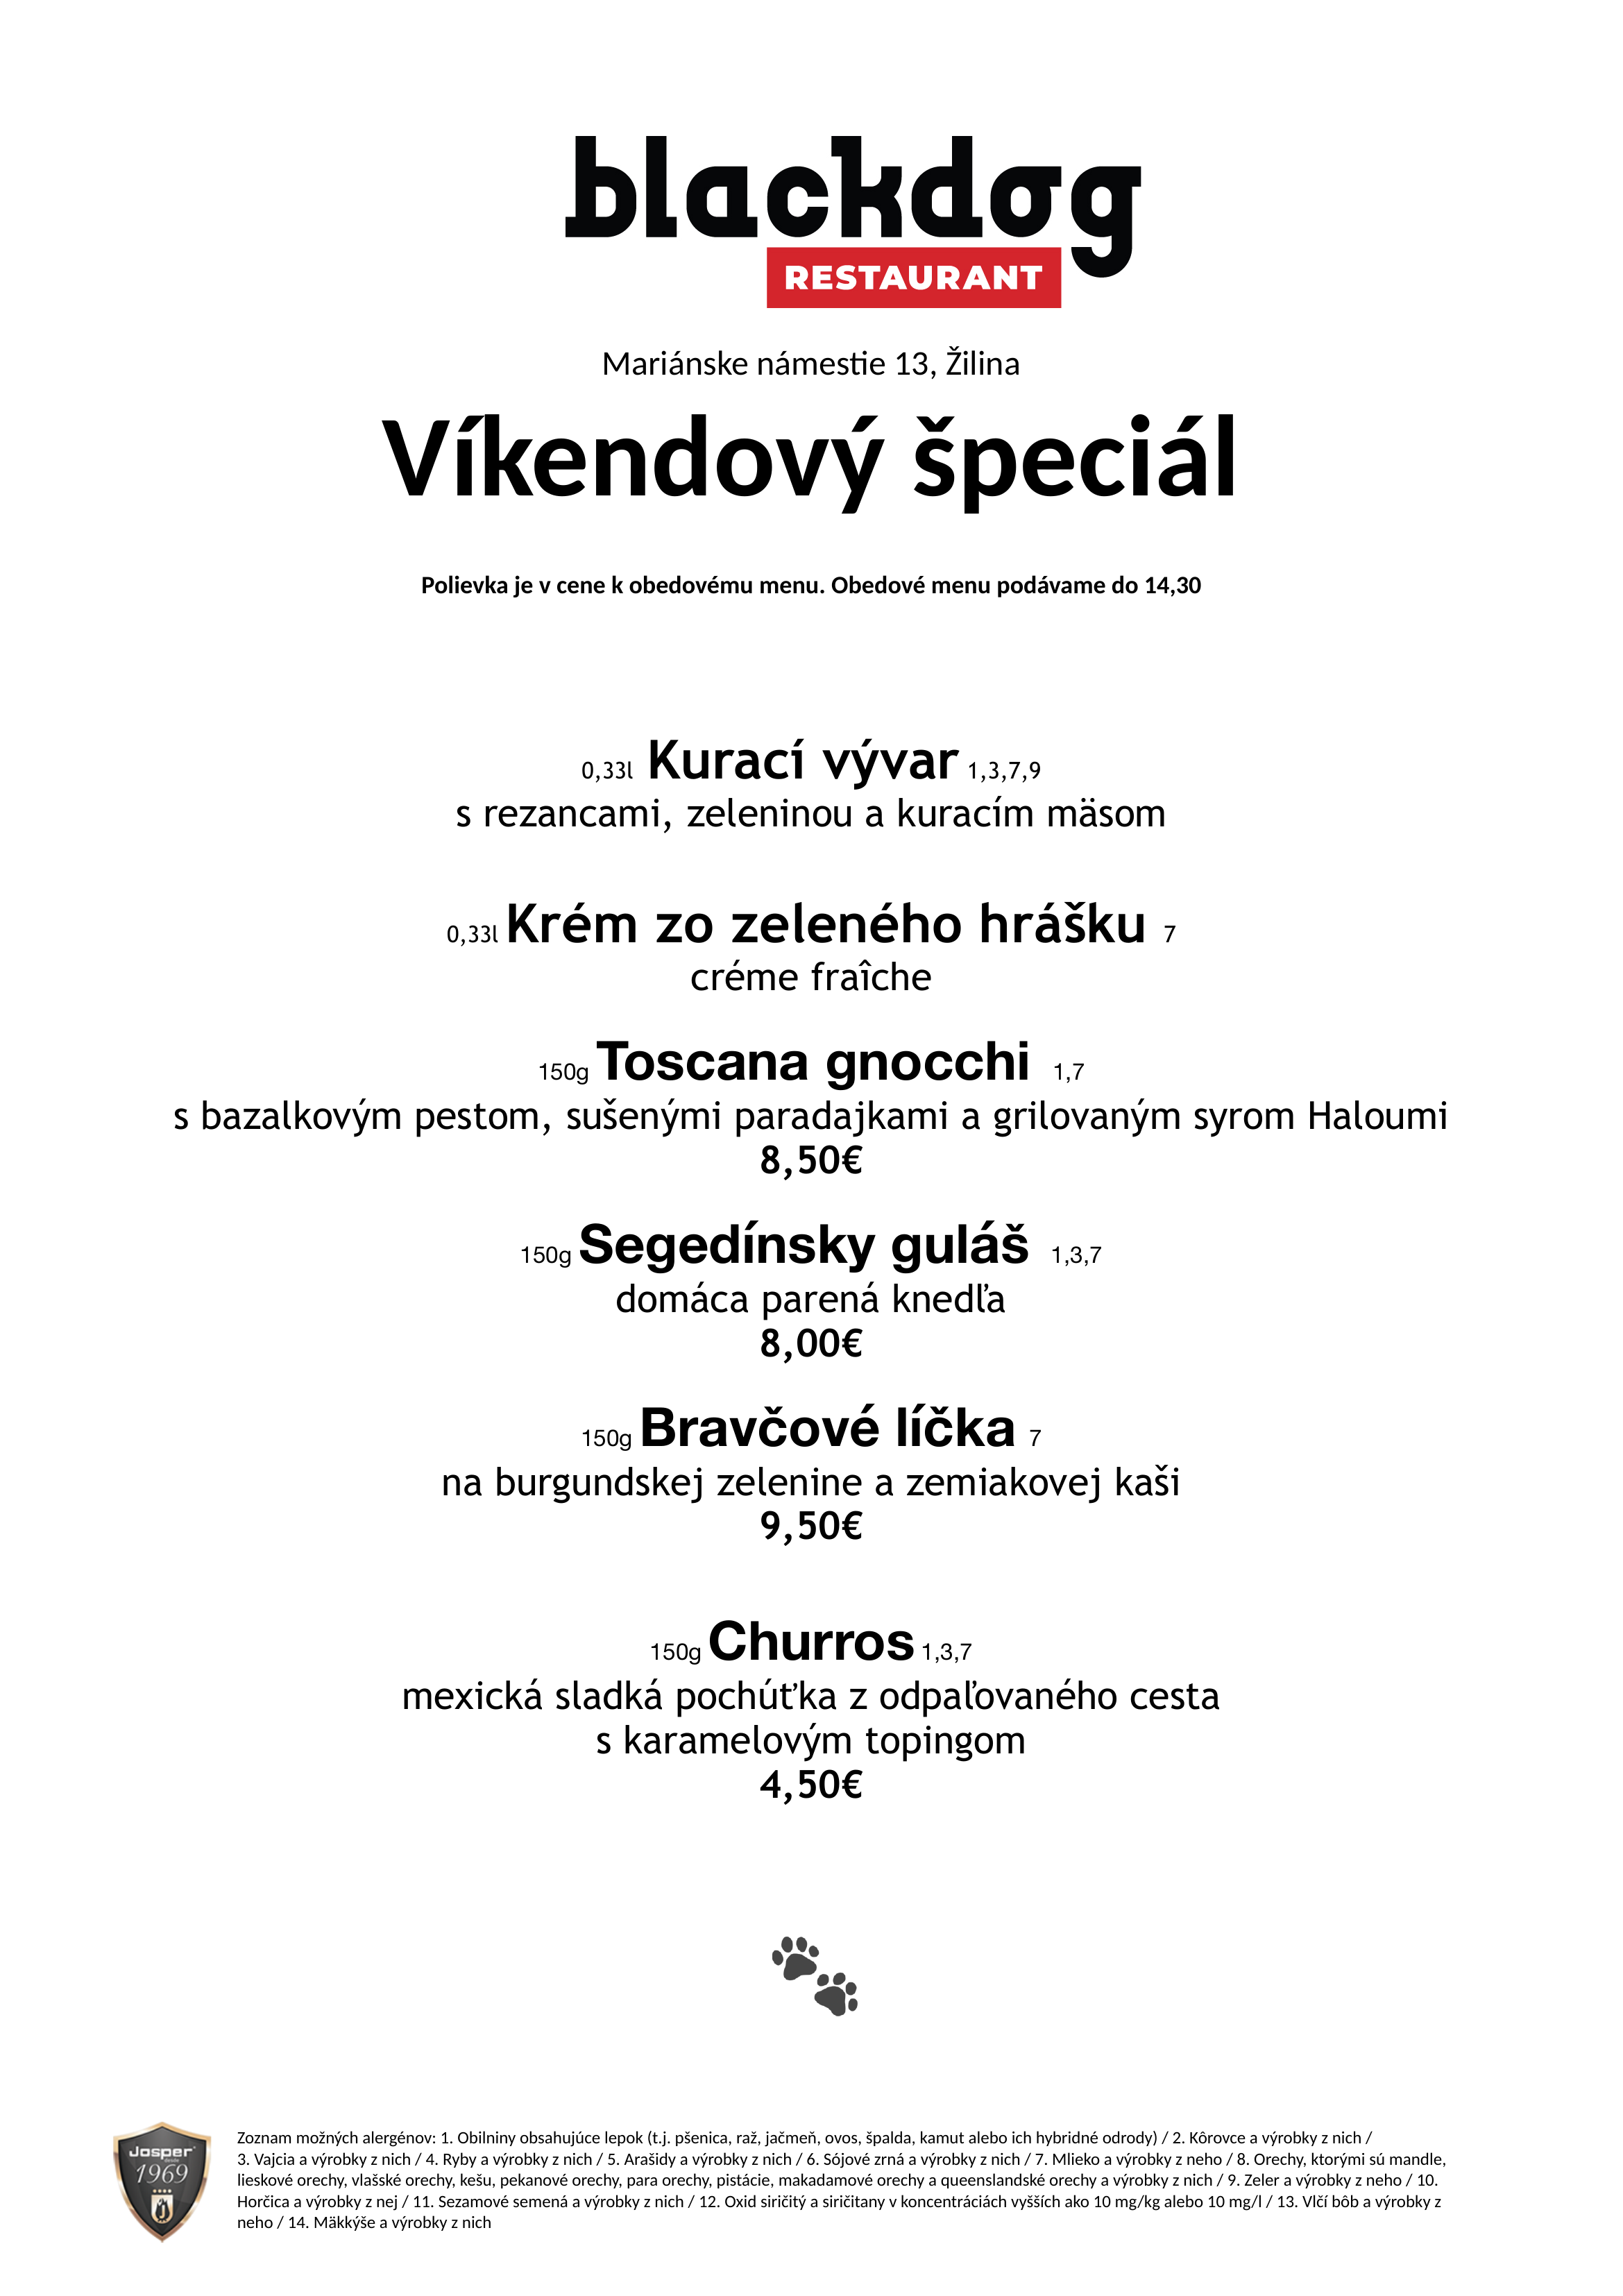 blackdog
RESTAURANT
Mariánske námestie 13, Žilina
Víkendový špeciál
Polievka je v cene k obedovému menu. Obedové menu podávame do 14,30
0,33l Kurací vývar 1,3,7,9
s rezancami, zeleninou a kuracím mäsom
0,33l Krém zo zeleného hrášku 7
créme fraîche
150g Toscana gnocchi 1,7
s bazalkovým pestom, sušenými paradajkami a grilovaným syrom Haloumi
8,50€
150g Segedínsky guláš 1,3,7
domáca parená knedľa
8,00€
150g Bravčové líčka 7
na burgundskej zelenine a zemiakovej kaši
9,50€
150g Churros 1,3,7
mexická sladká pochúťka z odpaľovaného cesta
s karamelovým topingom
4,50€
Josper
desde
1969
Zoznam možných alergénov: 1. Obilniny obsahujúce lepok (t.j. pšenica, raž, jačmeň, ovos, špalda, kamut alebo ich hybridné odrody) / 2. Kôrovce a výrobky z nich /
3. Vajcia a výrobky z nich / 4. Ryby a výrobky z nich / 5. Arašidy a výrobky z nich / 6. Sójové zrná a výrobky z nich / 7. Mlieko a výrobky z neho / 8. Orechy, ktorými sú mandle,
lieskové orechy, vlašské orechy, kešu, pekanové orechy, para orechy, pistácie, makadamové orechy a queenslandské orechy a výrobky z nich / 9. Zeler a výrobky z neho / 10.
Horčica a výrobky z nej / 11. Sezamové semená a výrobky z nich / 12. Oxid siričitý a siričitany v koncentráciách vyšších ako 10 mg/kg alebo 10 mg/l / 13. Vlčí bôb a výrobky z
neho / 14. Mäkkýše a výrobky z nich